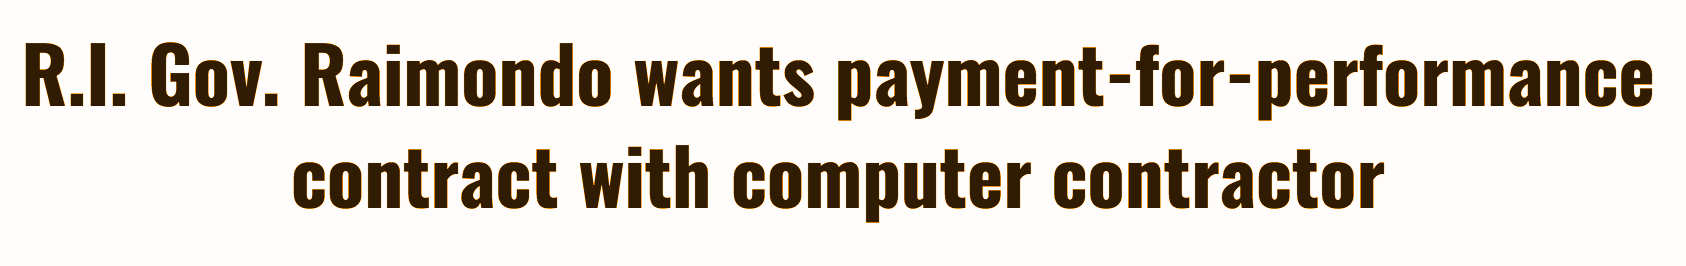 R.I. Gov. Raimondo wants payment-for-performance
contract with computer contractor